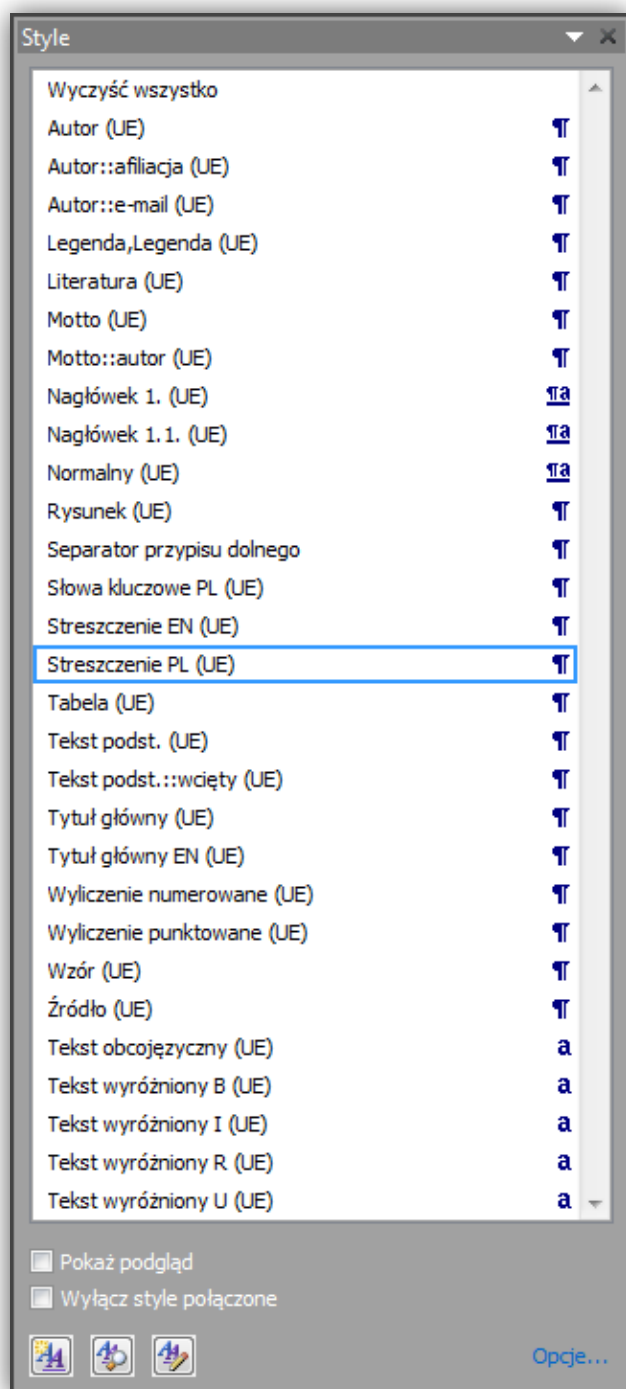 Style
Wyczyść wszystko
Autor (UE) ¶
Autor::afiliacja (UE) ¶
Autor::e-mail (UE) ¶
Legenda,Legenda (UE) ¶
Literatura (UE) ¶
Motto (UE) ¶
Motto::autor (UE) ¶
Nagłówek 1. (UE) ¶a
Nagłówek 1.1. (UE) ¶a
Normalny (UE) ¶a
Rysunek (UE) ¶
Separator przypisu dolnego ¶
Słowa kluczowe PL (UE) ¶
Streszczenie EN (UE) ¶
Streszczenie PL (UE) ¶
Tabela (UE) ¶
Tekst podst. (UE) ¶
Tekst podst.::wcięty (UE) ¶
Tytuł główny (UE) ¶
Tytuł główny EN (UE) ¶
Wyliczenie numerowane (UE) ¶
Wyliczenie punktowane (UE) ¶
Wzór (UE) ¶
Źródło (UE) ¶
Tekst obcojęzyczny (UE) a
Tekst wyróżniony B (UE) a
Tekst wyróżniony I (UE) a
Tekst wyróżniony R (UE) a
Tekst wyróżniony U (UE) a
Pokaż podgląd
Wyłącz style połączone
Opcje...